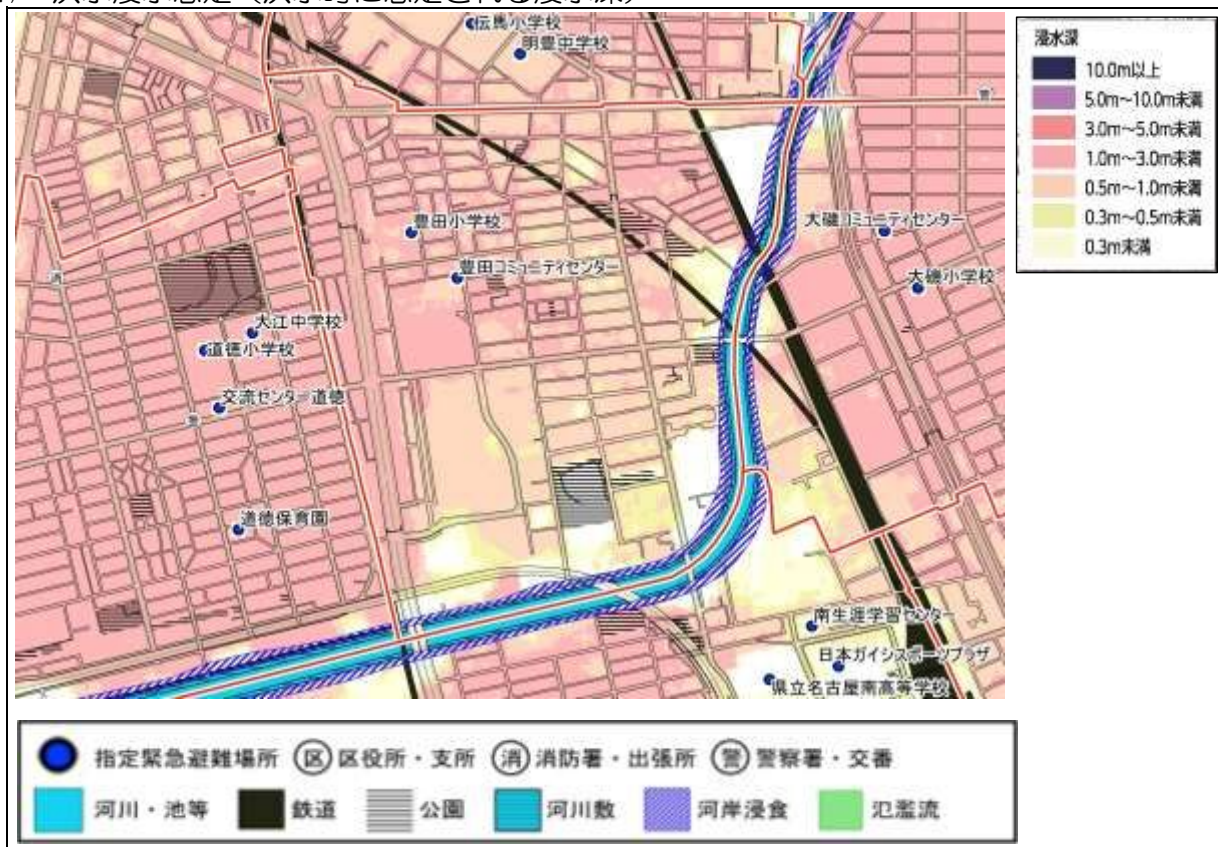 伝馬小学校
明豊中学校
豊田小学校
大磯コミュニティセンター
豊田コミュニティセンター
大磯小学校
消
大江中学校
道徳小学校
交流センター道徳
道徳保育園
南生涯学習センター
日本ガイシスポーツプラザ
県立名古屋南高等学校
浸水深
10.0m以上
5.0m～10.0m未満
3.0m～5.0m未満
1.0m～3.0m未満
0.5m～1.0m未満
0.3m～0.5m未満
0.3m未満
指定緊急避難場所 区 区役所・支所 消 消防署・出張所 警 警察署・交番
河川・池等 鉄道 公園 河川敷 河岸浸食 氾濫流